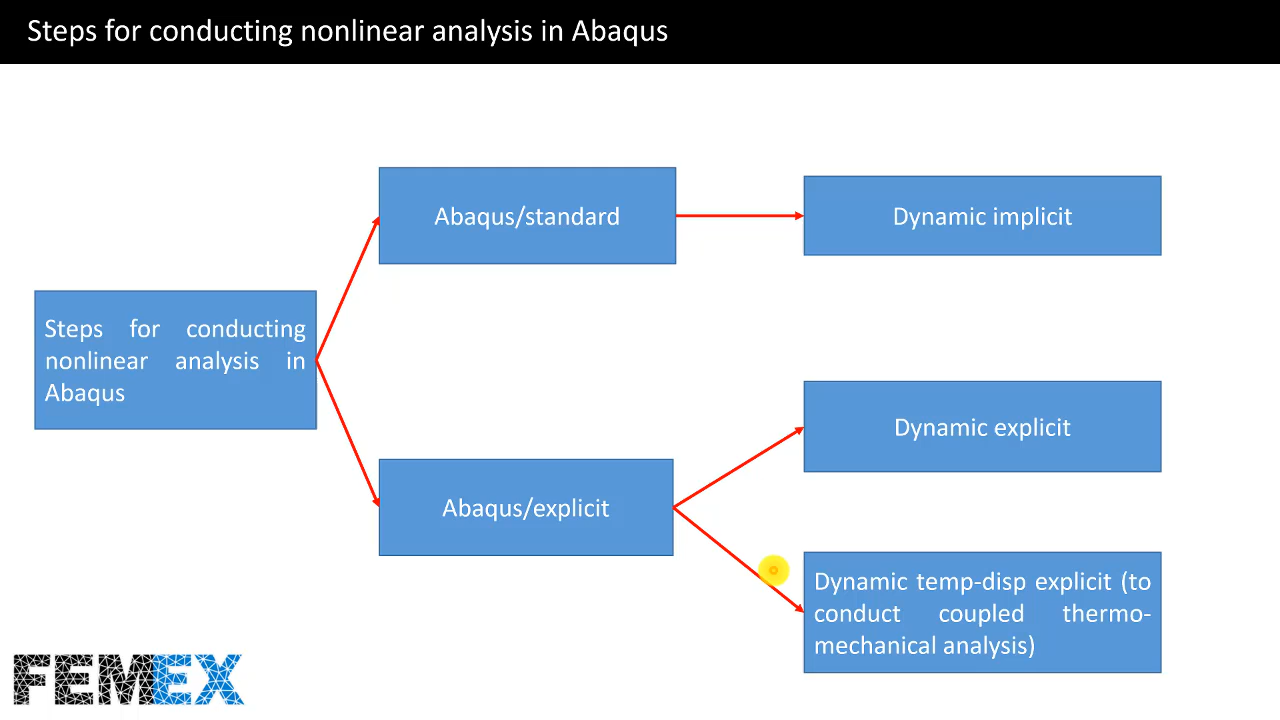 Steps for conducting nonlinear analysis in Abaqus
Abaqus/standard
Dynamic implicit
Steps for conducting
nonlinear analysis in
Abaqus
Dynamic explicit
Abaqus/explicit
Dynamic temp-disp explicit (to
conduct coupled thermo-
mechanical analysis)
FEMEX